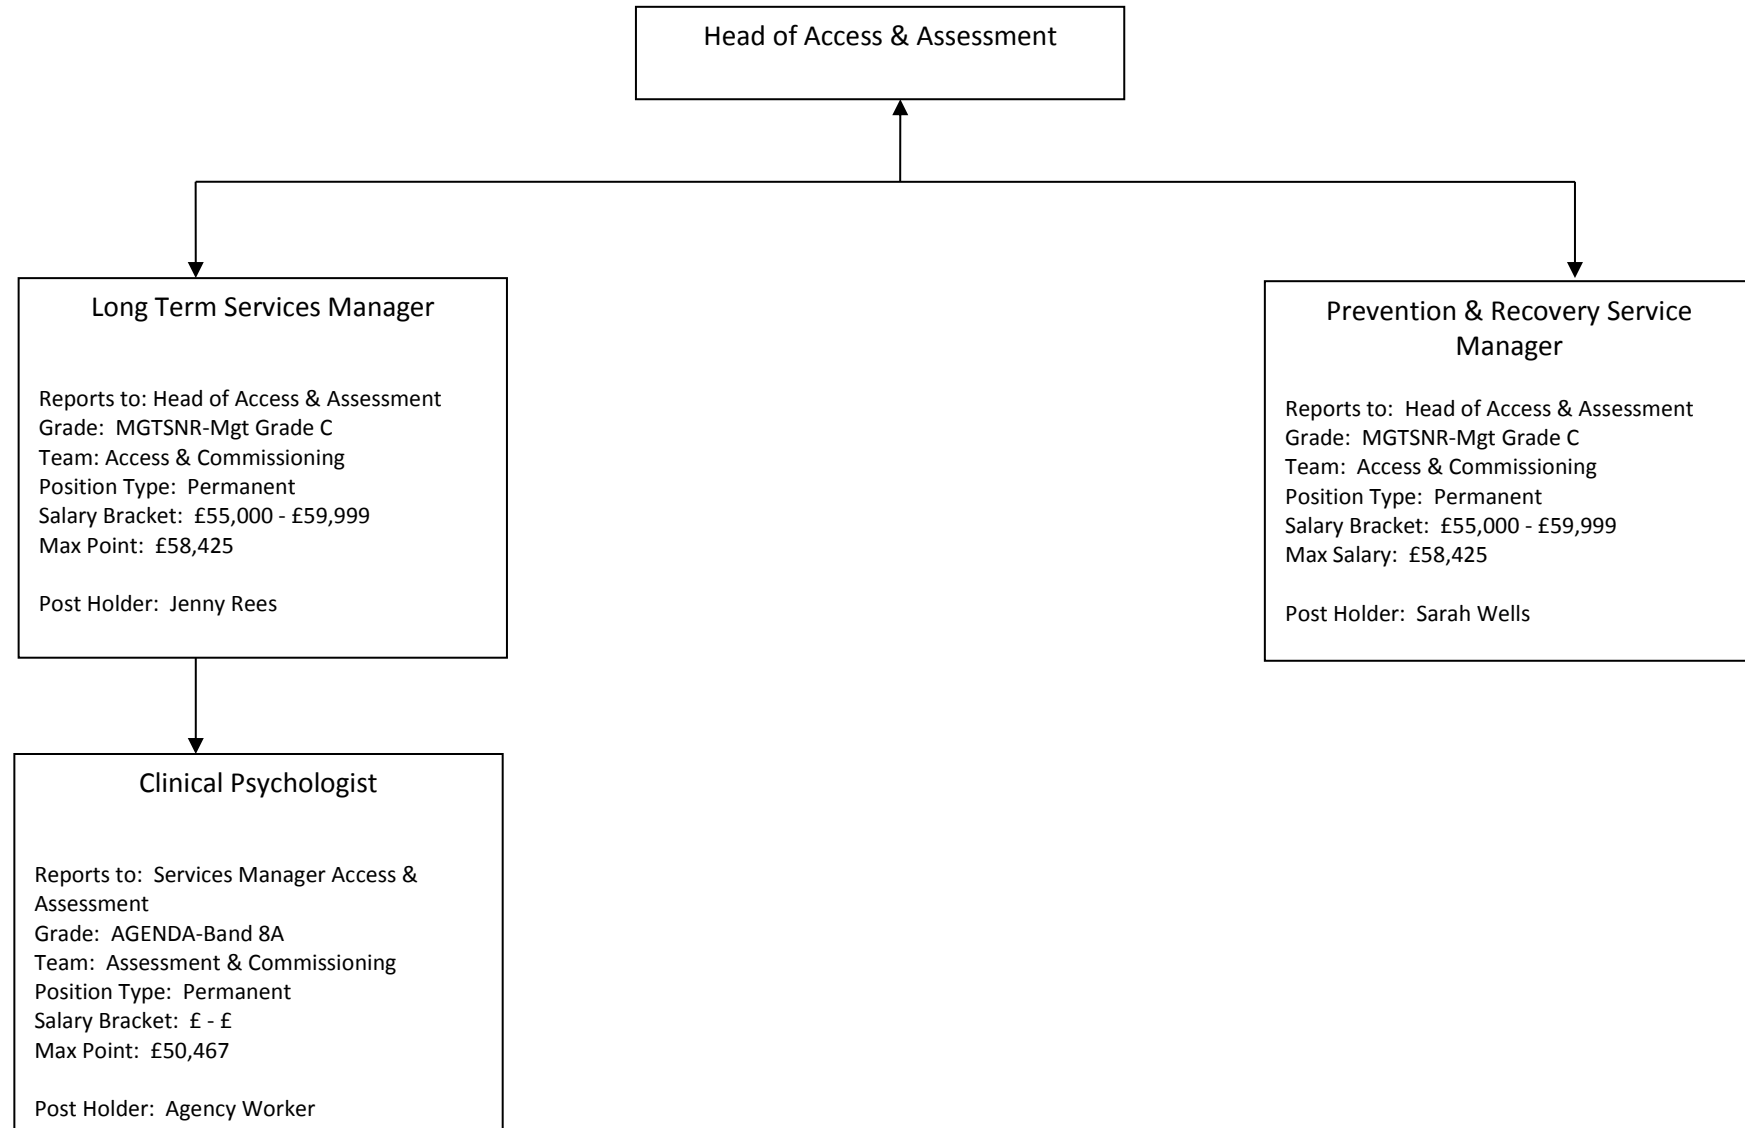 Head of Access & Assessment
Long Term Services Manager
Reports to: Head of Access & Assessment
Grade:  MGTSNR-Mgt Grade C
Team: Access & Commissioning
Position Type:  Permanent
Salary Bracket:  £55,000 - £59,999
Max Point:  £58,425
Post Holder:  Jenny Rees
Prevention & Recovery Service
Manager
Reports to:  Head of Access & Assessment
Grade:  MGTSNR-Mgt Grade C
Team:  Access & Commissioning
Position Type:  Permanent
Salary Bracket:  £55,000 - £59,999
Max Salary:  £58,425
Post Holder:  Sarah Wells
Clinical Psychologist
Reports to:  Services Manager Access &
Assessment
Grade:  AGENDA-Band 8A
Team:  Assessment & Commissioning
Position Type:  Permanent
Salary Bracket:  £ - £
Max Point:  £50,467
Post Holder:  Agency Worker